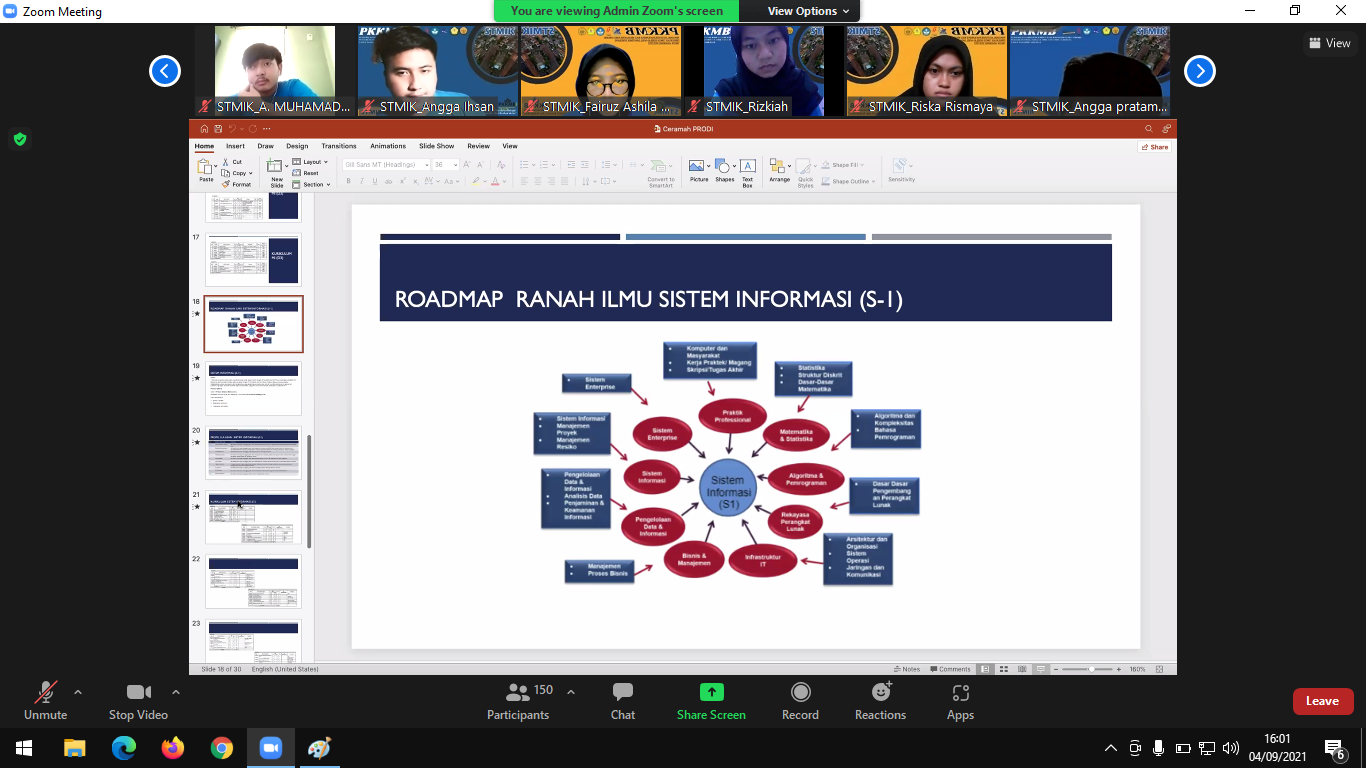 Zoom Meeting
You are viewing Admin Zoom's screen
View Options
View
STMIK_A. MUHAMAD...
STMIK_Angga Ihsan
STMIK_Fairuz Ashila ...
STMIK_Rizkiah
STMIK_Riska Rismaya
STMIK_Angga pratam...
Ceramah PRODI
Home Insert Draw Design Transitions Animations Slide Show Review View
Share
Paste
Cut
Copy
Format
New Slide
Layout
Reset
Section
Gill Sans MT (Headings)
36
Convert to SmartArt
Picture
Shapes
Text Box
Arrange
Quick Styles
Shape Fill
Shape Outline
Sensitivity
17
18
19
20
21
22
23
ROADMAP RANAH ILMU SISTEM INFORMASI (S-1)
Komputer dan
Masyarakat
Kerja Praktek/ Magang
Skripsi/Tugas Akhir
Statistika
Struktur Diskrit
Dasar-Dasar
Matematika
Sistem
Enterprise
Praktik
Professional
Sistem Informasi
Manajemen
Proyek
Manajemen
Resiko
Sistem
Enterprise
Matematika
& Statistika
Algoritma dan
Kompleksitas
Bahasa
Pemrograman
Sistem
Informasi
Sistem
Informasi
(S1)
Algoritma &
Pemrograman
Pengelolaan
Data &
Informasi
Analisis Data
Penjaminan &
Keamanan
Informasi
Dasar Dasar
Pengembang
an Perangkat
Lunak
Pengelolaan
Data &
Informasi
Rekayasa
Perangkat
Lunak
Bisnis &
Manajemen
Infrastruktur
IT
Arsitektur dan
Organisasi
Sistem
Operasi
Jaringan dan
Komunikasi
Manajemen
Proses Bisnis
Slide 18 of 30
English (United States)
Notes
Comments
160%
Unmute
Stop Video
150
Participants
Chat
Share Screen
Record
Reactions
Apps
Leave
16:01
04/09/2021
6